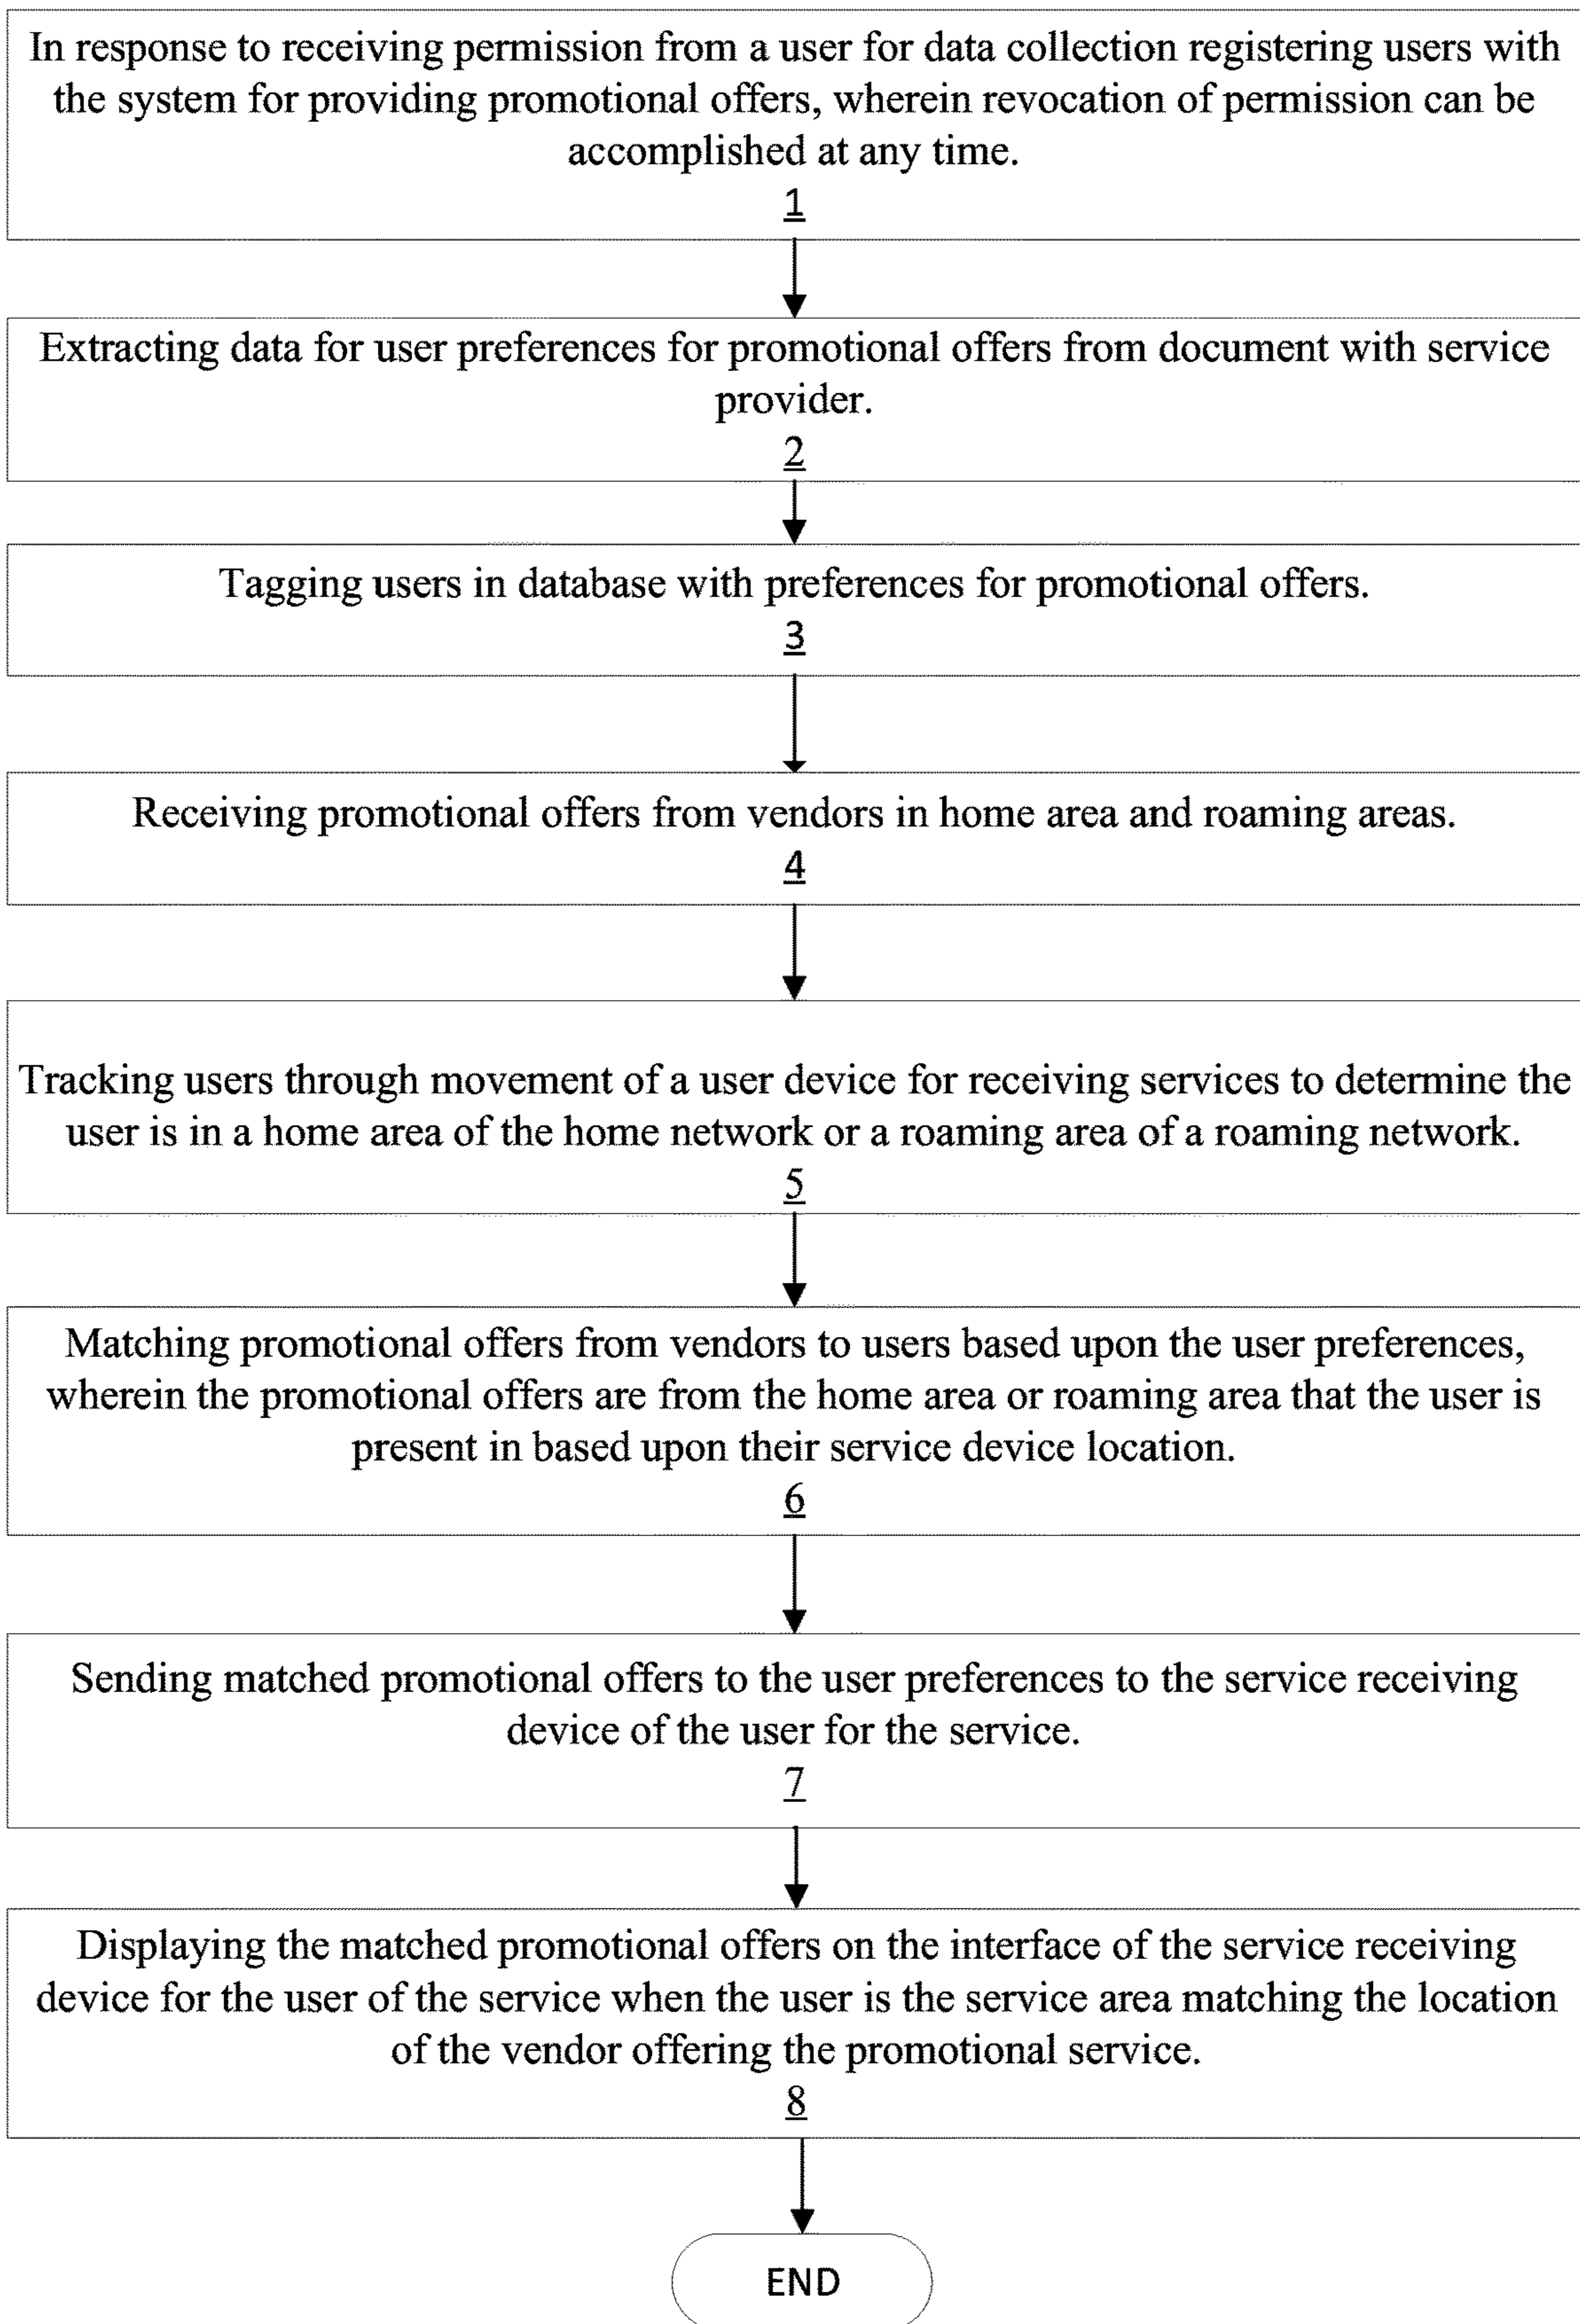 In response to receiving permission from a user for data collection registering users with
the system for providing promotional offers, wherein revocation of permission can be
accomplished at any time.
1
Extracting data for user preferences for promotional offers from document with service
provider.
2
Tagging users in database with preferences for promotional offers.
3
Receiving promotional offers from vendors in home area and roaming areas.
4
Tracking users through movement of a user device for receiving services to determine the
user is in a home area of the home network or a roaming area of a roaming network.
5
Matching promotional offers from vendors to users based upon the user preferences,
wherein the promotional offers are from the home area or roaming area that the user is
present in based upon their service device location.
6
Sending matched promotional offers to the user preferences to the service receiving
device of the user for the service.
7
Displaying the matched promotional offers on the interface of the service receiving
device for the user of the service when the user is the service area matching the location
of the vendor offering the promotional service.
8
END